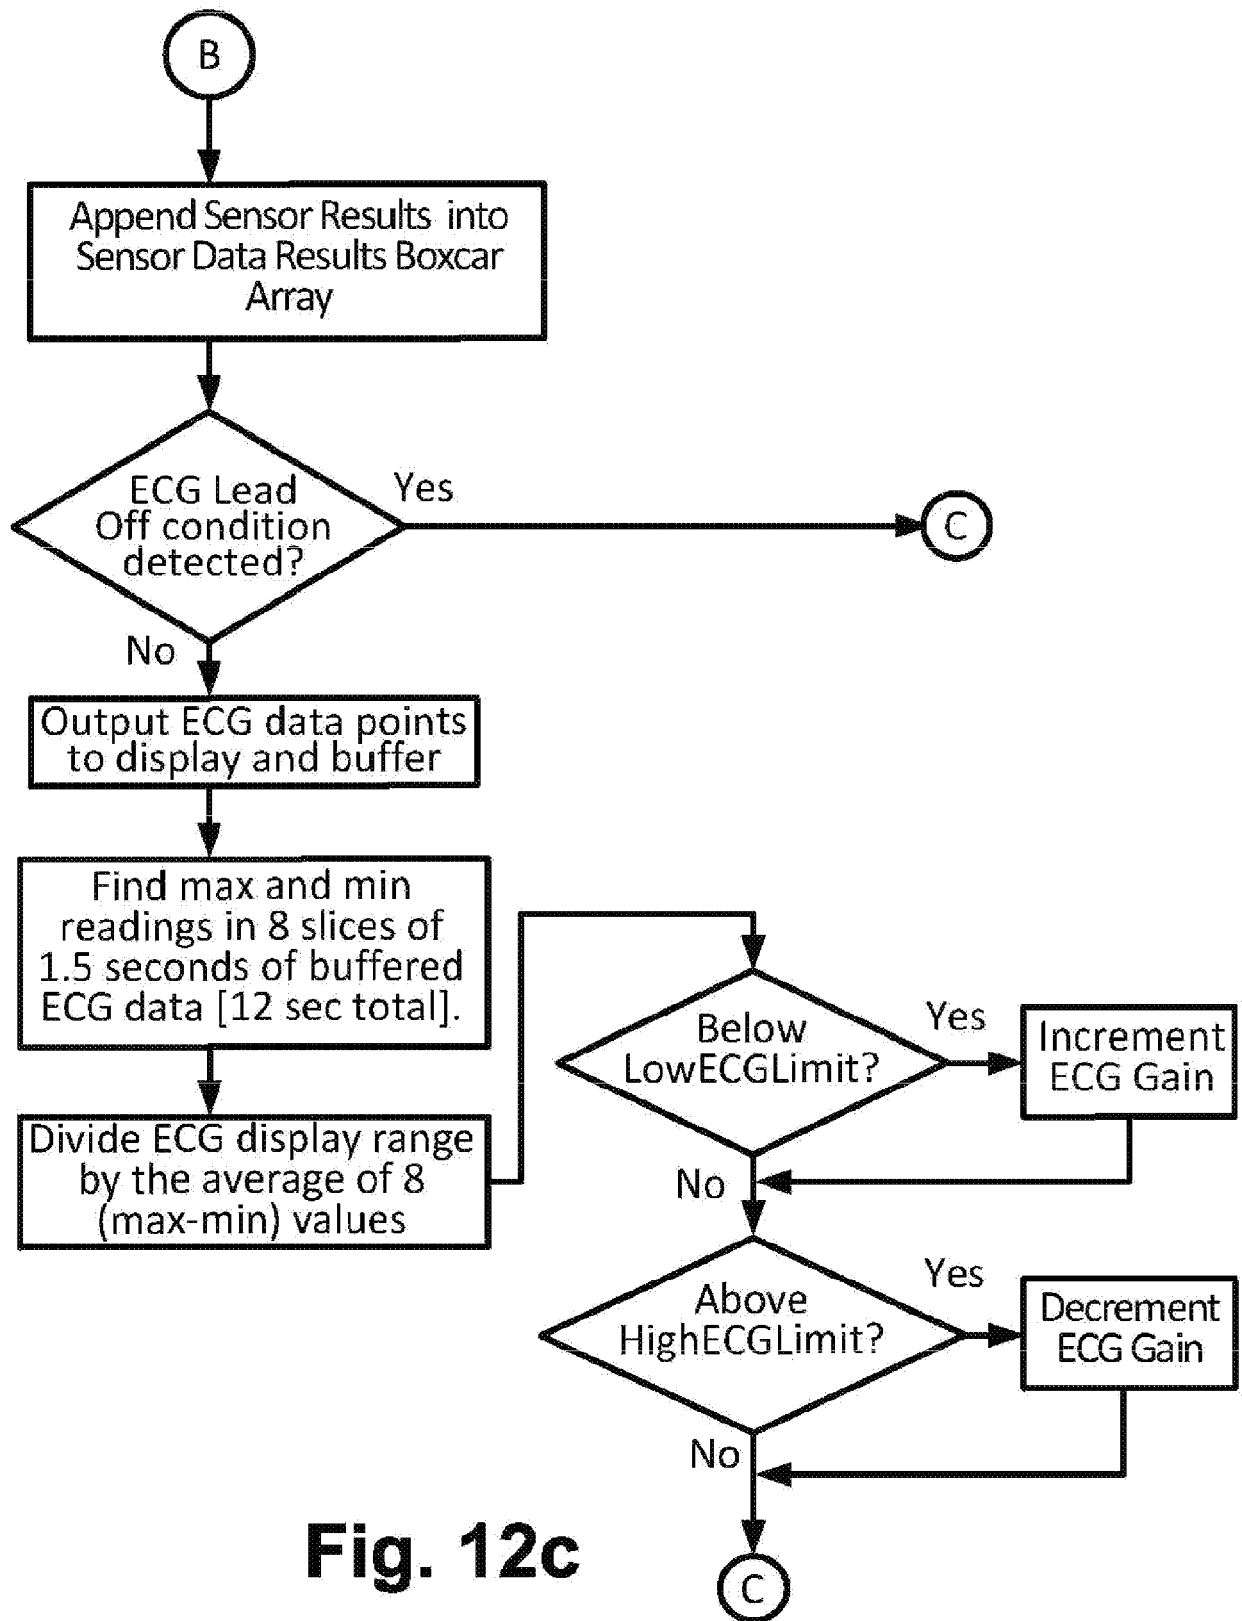 B
Append Sensor Results into
Sensor Data Results Boxcar
Array
ECG Lead
Off condition
detected?
Yes
C
No
Output ECG data points
to display and buffer
Find max and min
readings in 8 slices of
1.5 seconds of buffered
ECG data [12 sec total].
Divide ECG display range
by the average of 8
(max-min) values
Below
LowECGLimit?
Yes
Increment
ECG Gain
No
Above
HighECGLimit?
Yes
Decrement
ECG Gain
No
C
Fig. 12c